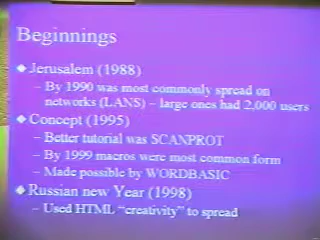 Beginnings
Jerusalem (1988)
– By 1990 was most commonly spread on
networks (LANS) – large ones had 2,000 users
Concept (1995)
– Better tutorial was SCANPROT
– By 1999 macros were most common form
– Made possible by WORDBASIC
Russian new Year (1998)
– Used HTML “creativity” to spread